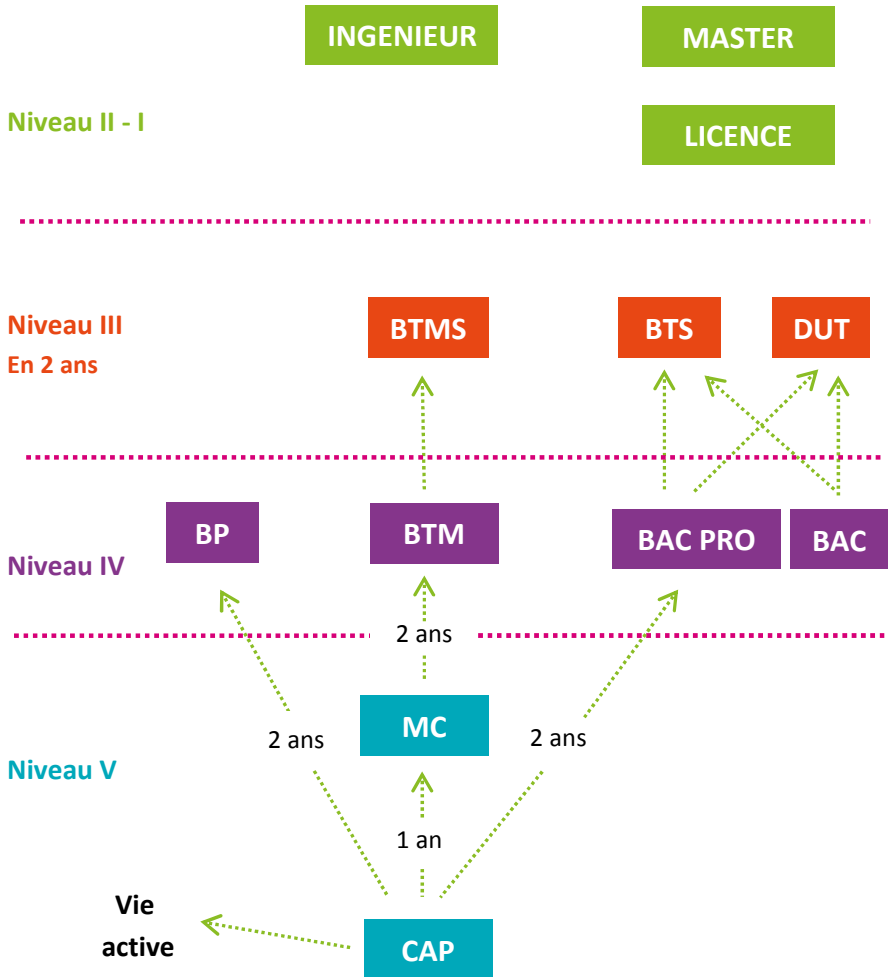 INGENIEUR
MASTER
Niveau II - I
LICENCE
Niveau III
En 2 ans
BTMS
BTS
DUT
BP
BTM
BAC PRO
BAC
Niveau IV
2 ans
MC
2 ans
2 ans
Niveau V
1 an
Vie
active
CAP